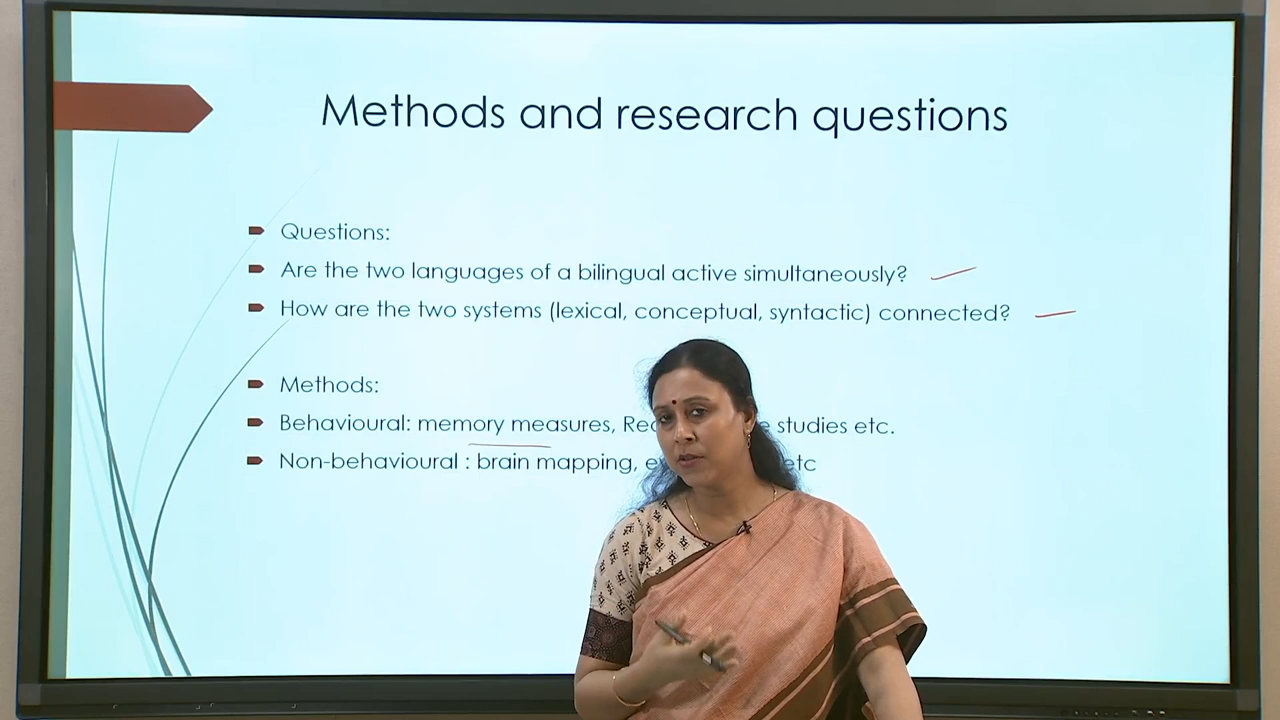 Methods and research questions
Questions:
Are the two languages of a bilingual active simultaneously?
How are the two systems (lexical, conceptual, syntactic) connected?
Methods:
Behavioural: memory measures, studies etc.
Non-behavioural : brain mapping, etc